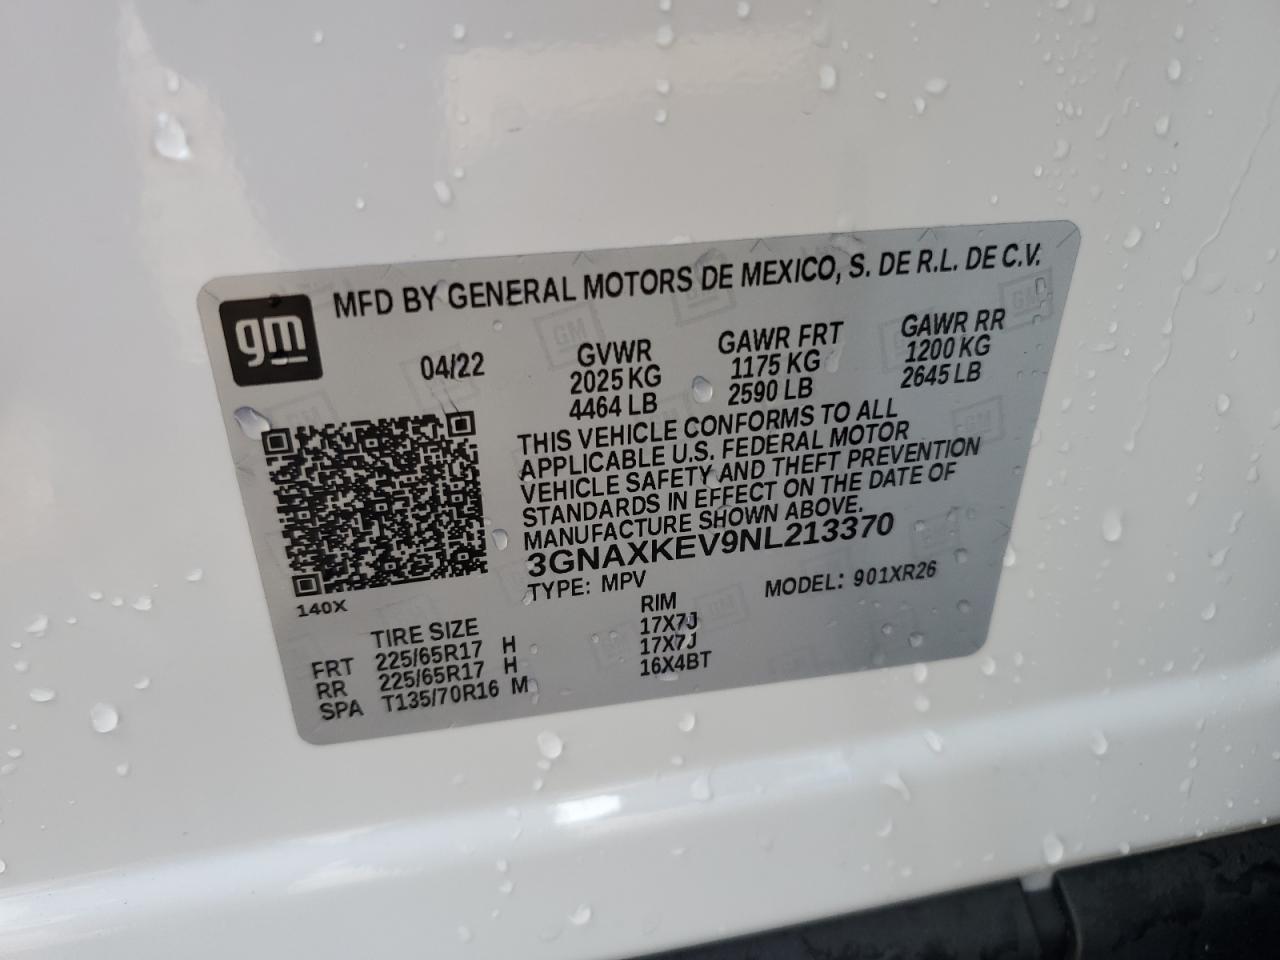 gm
MFD BY GENERAL MOTORS DE MEXICO, S. DE R.L. DE C.V.
04/22
GVWR
2025 KG
4464 LB
GAWR FRT
1175 KG
2590 LB
GAWR RR
1200 KG
2645 LB
THIS VEHICLE CONFORMS TO ALL
APPLICABLE U.S. FEDERAL MOTOR
VEHICLE SAFETY AND THEFT PREVENTION
STANDARDS IN EFFECT ON THE DATE OF
MANUFACTURE SHOWN ABOVE.
3GNAXKEV9NL213370
TYPE: MPV
MODEL: 901XR26
140X
TIRE SIZE RIM
FRT 225/65R17 H 17X7J
RR 225/65R17 H 17X7J
SPA T135/70R16 M 16X4BT